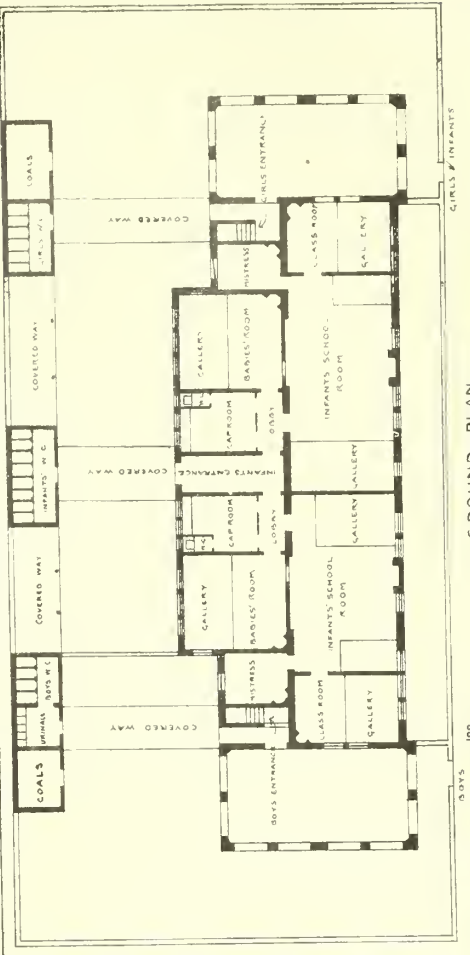 COALS
URINALS
BOYS W.C.
COVERED WAY
INFANTS' W.C.
COVERED WAY
GIRLS W.C.
COALS
COVERED WAY
COVERED WAY
COVERED WAY
GALLERY
W.C.
CAP ROOM
INFANTS ENTRANCE
W.C.
CAP ROOM
GALLERY
MISTRESS
BABIES' ROOM
LOBBY
LOBBY
BABIES' ROOM
MISTRESS
BOYS ENTRANCE
GIRLS ENTRANCE
CLASS ROOM
GALLERY
INFANTS' SCHOOL
ROOM
GALLERY
GALLERY
INFANTS' SCHOOL
ROOM
CLASS ROOM
GALLERY
BOYS
GIRLS & INFANTS
GROUND PLAN
100